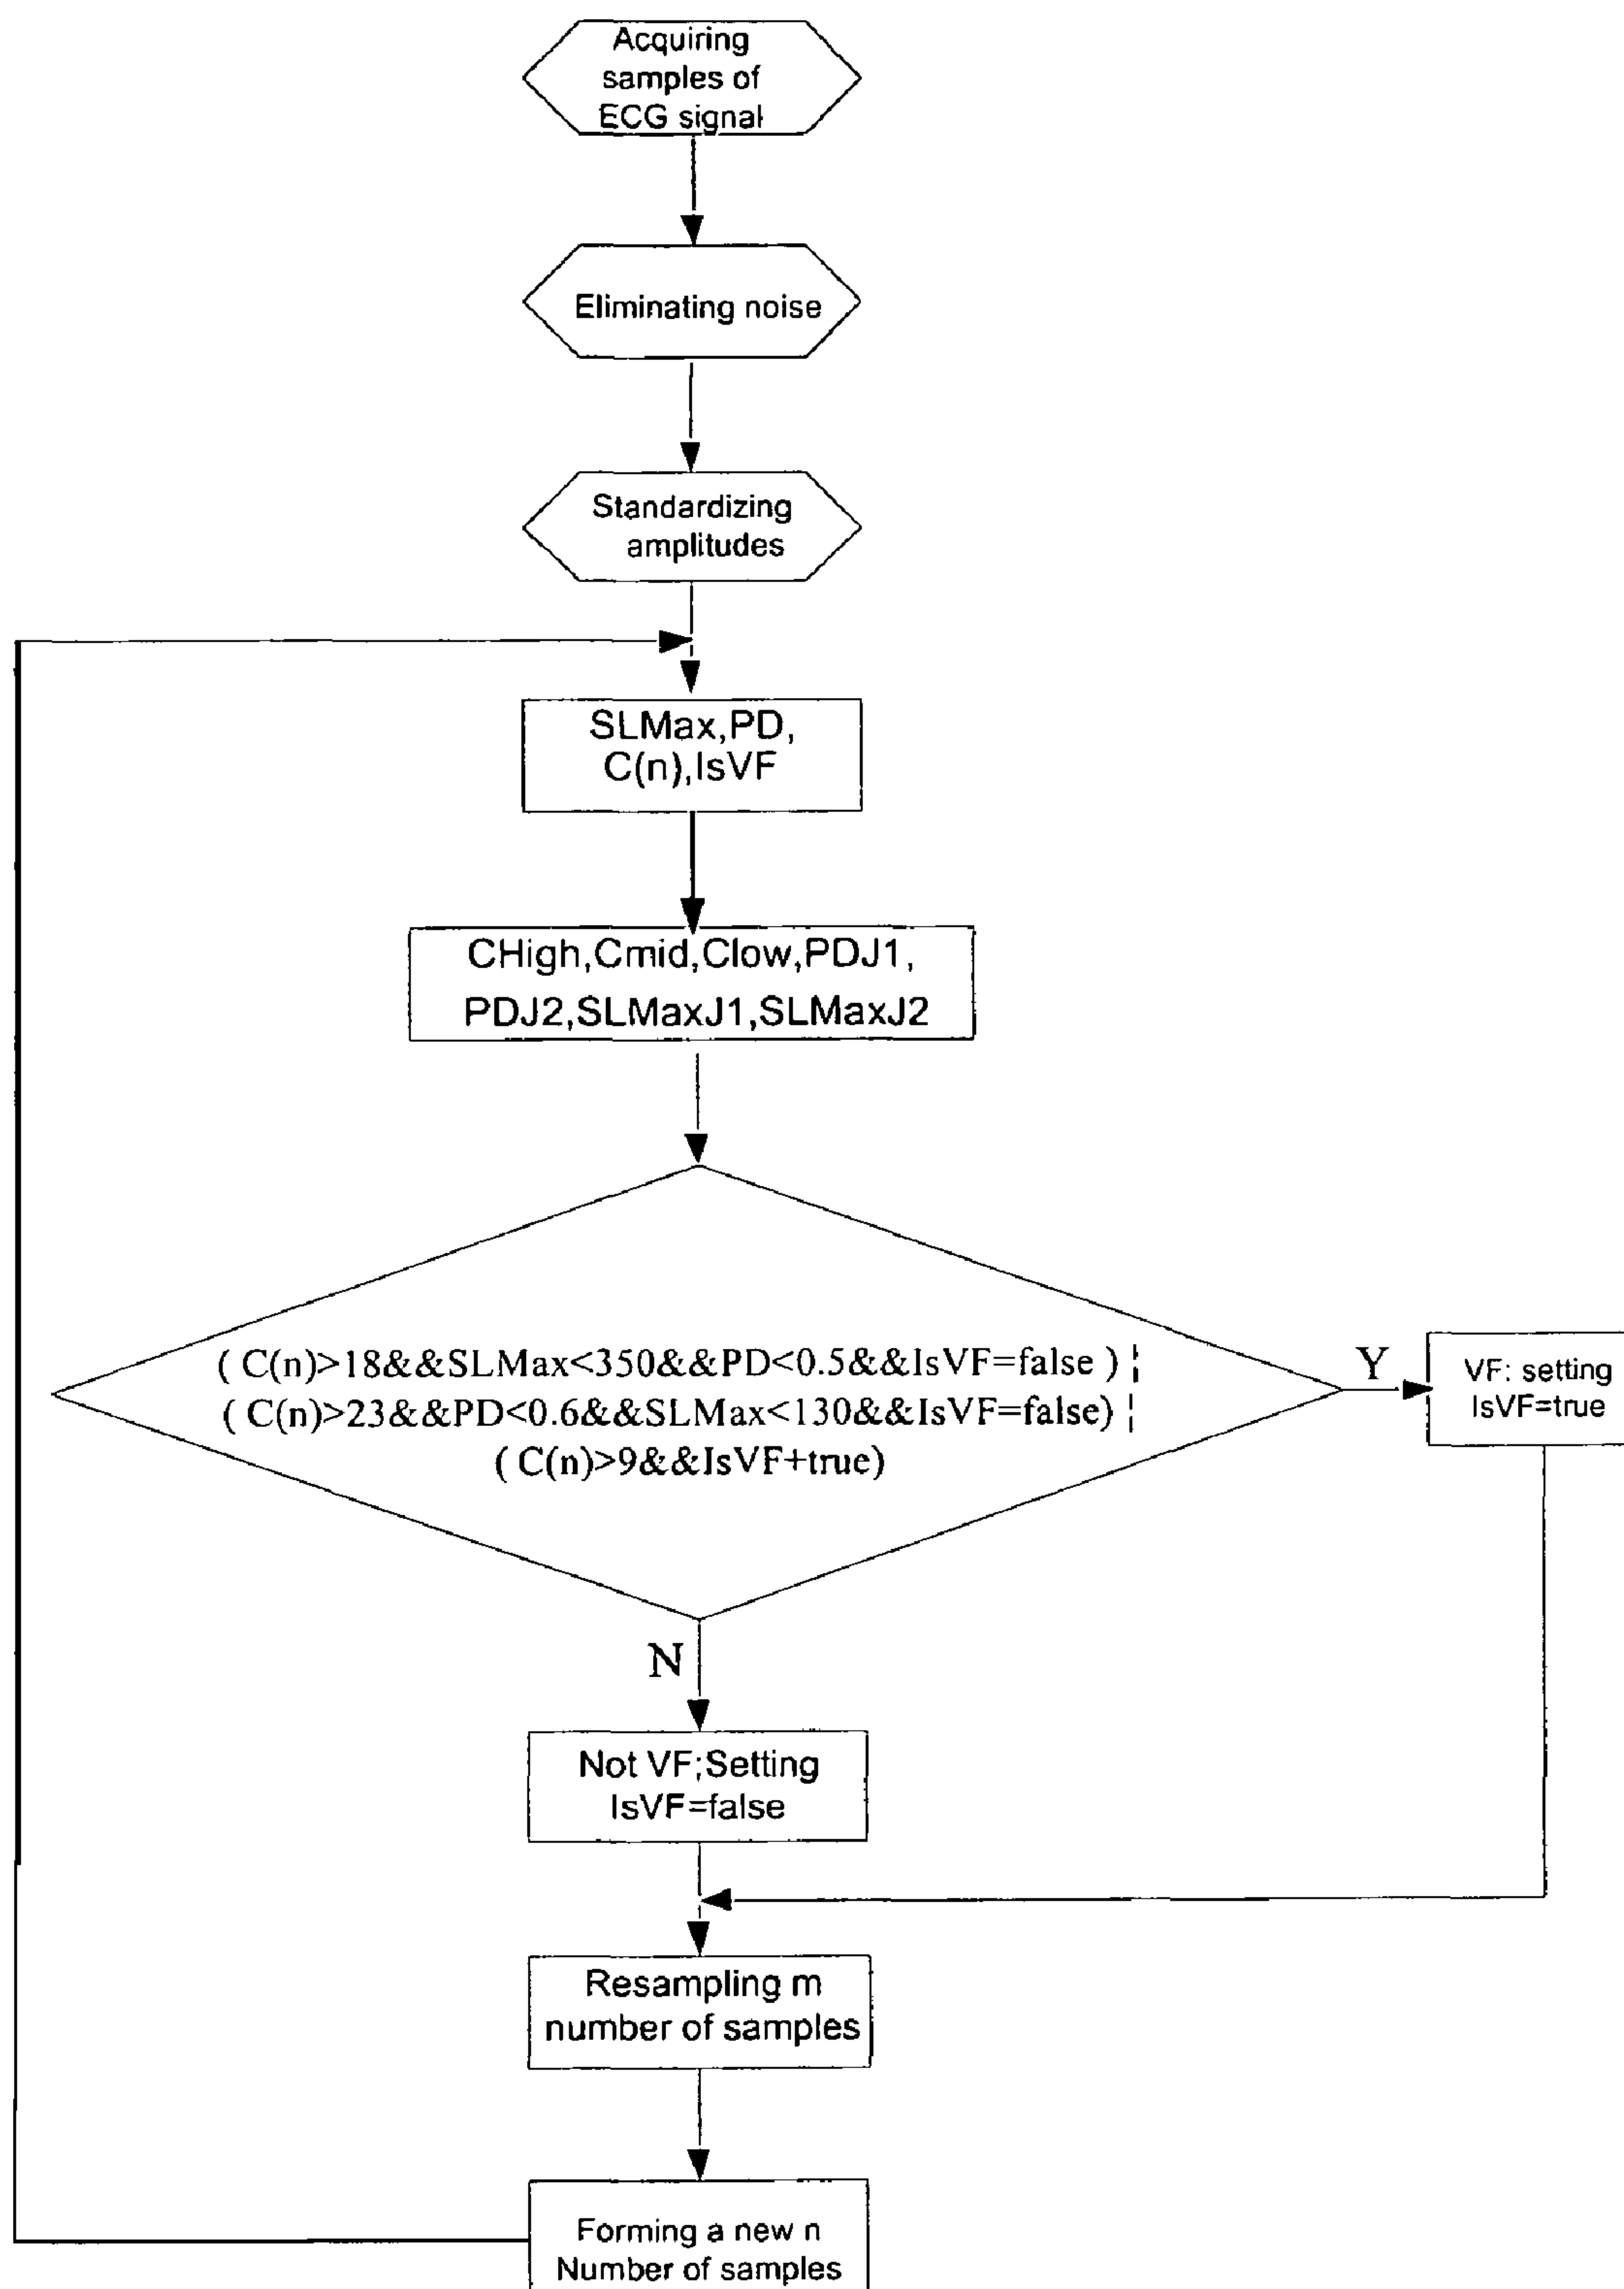 Acquiring
samples of
ECG signal
Eliminating noise
Standardizing
amplitudes
SLMax,PD,
C(n),IsVF
CHigh,Cmid,Clow,PDJ1,
PDJ2,SLMaxJ1,SLMaxJ2
( C(n)>18&&SLMax<350&&PD<0.5&&IsVF=false ) ¦
( C(n)>23&&PD<0.6&&SLMax<130&&IsVF=false) ¦
( C(n)>9&&IsVF+true)
Y
VF: setting
IsVF=true
N
Not VF;Setting
IsVF=false
Resampling m
number of samples
Forming a new n
Number of samples